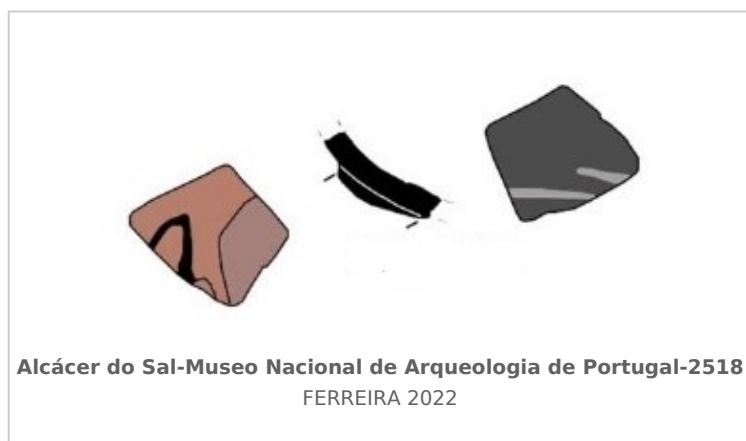 Alcácer do Sal-Museo Nacional de Arqueologia de Portugal-2518
FERREIRA 2022